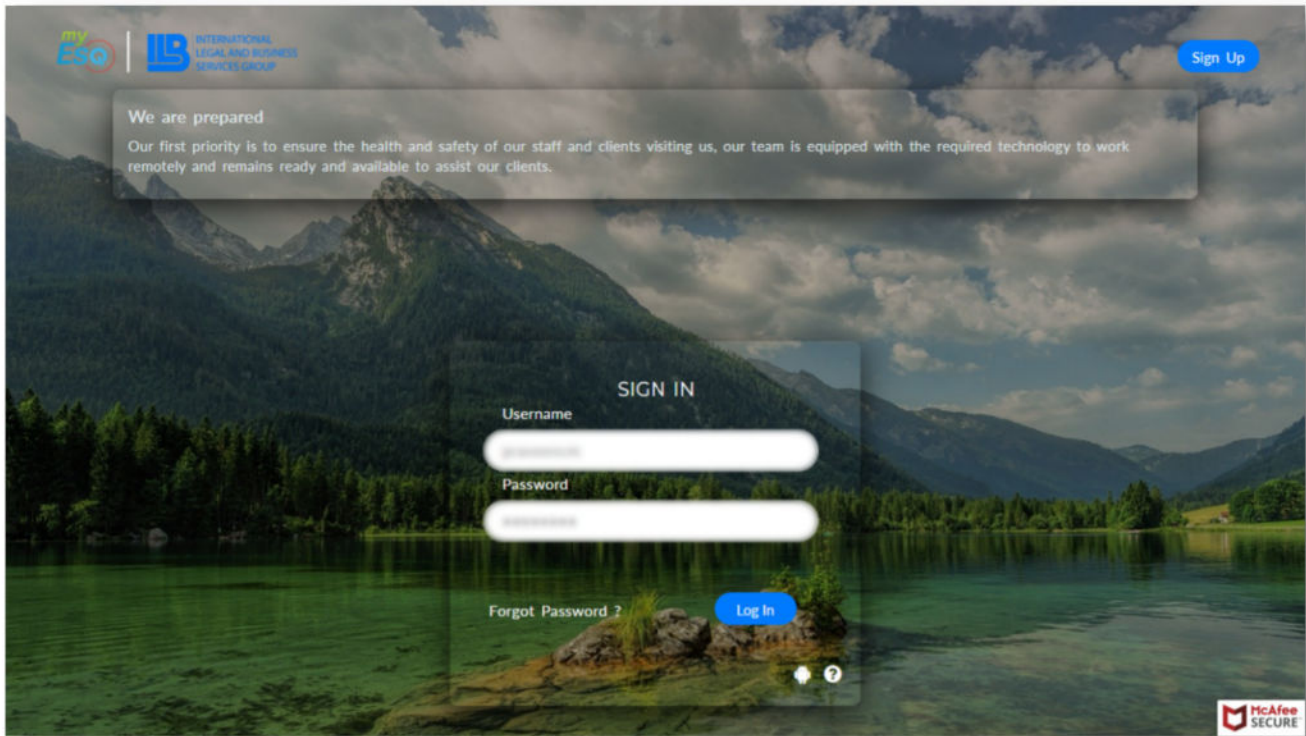 my
Eso
ILB
INTERNATIONAL
LEGAL AND BUSINESS
SERVICES GROUP
Sign Up
We are prepared
Our first priority is to ensure the health and safety of our staff and clients visiting us, our team is equipped with the required technology to work
remotely and remains ready and available to assist our clients.
SIGN IN
Username
Password
Forgot Password ?
Log In
?
McAfee
SECURE